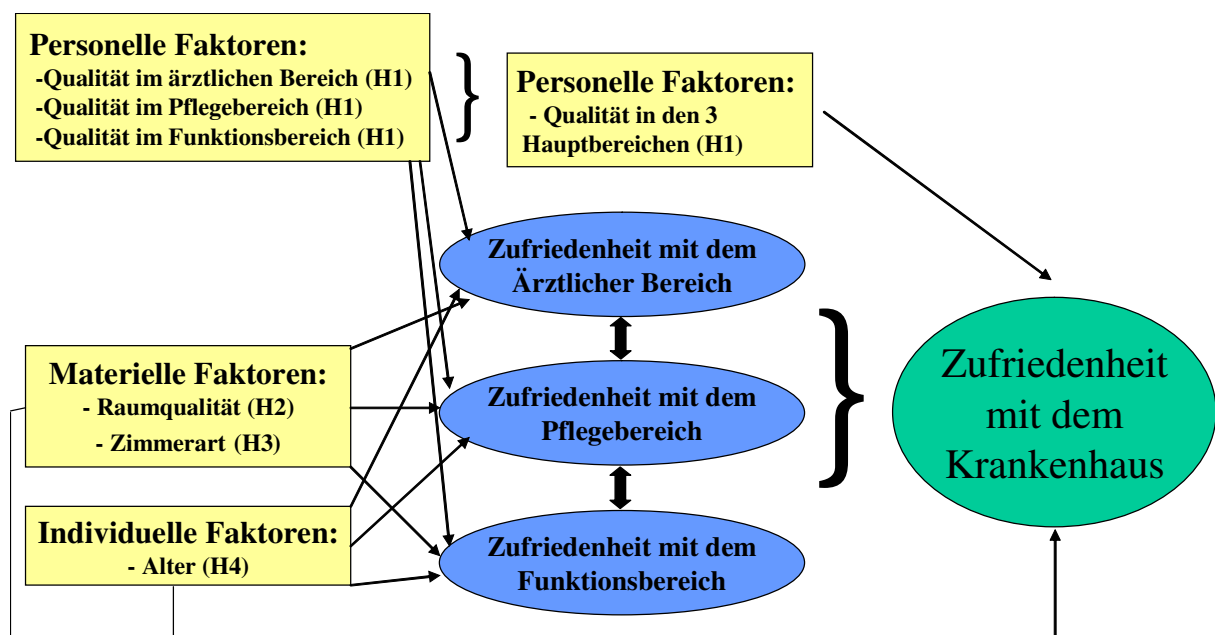 Personelle Faktoren:
-Qualität im ärztlichen Bereich (H1)
-Qualität im Pflegebereich (H1)
-Qualität im Funktionsbereich (H1)
Personelle Faktoren:
- Qualität in den 3
Hauptbereichen (H1)
Zufriedenheit mit dem
Ärztlicher Bereich
Materielle Faktoren:
- Raumqualität (H2)
- Zimmerart (H3)
Zufriedenheit mit dem
Pflegebereich
Zufriedenheit
mit dem
Krankenhaus
Individuelle Faktoren:
- Alter (H4)
Zufriedenheit mit dem
Funktionsbereich